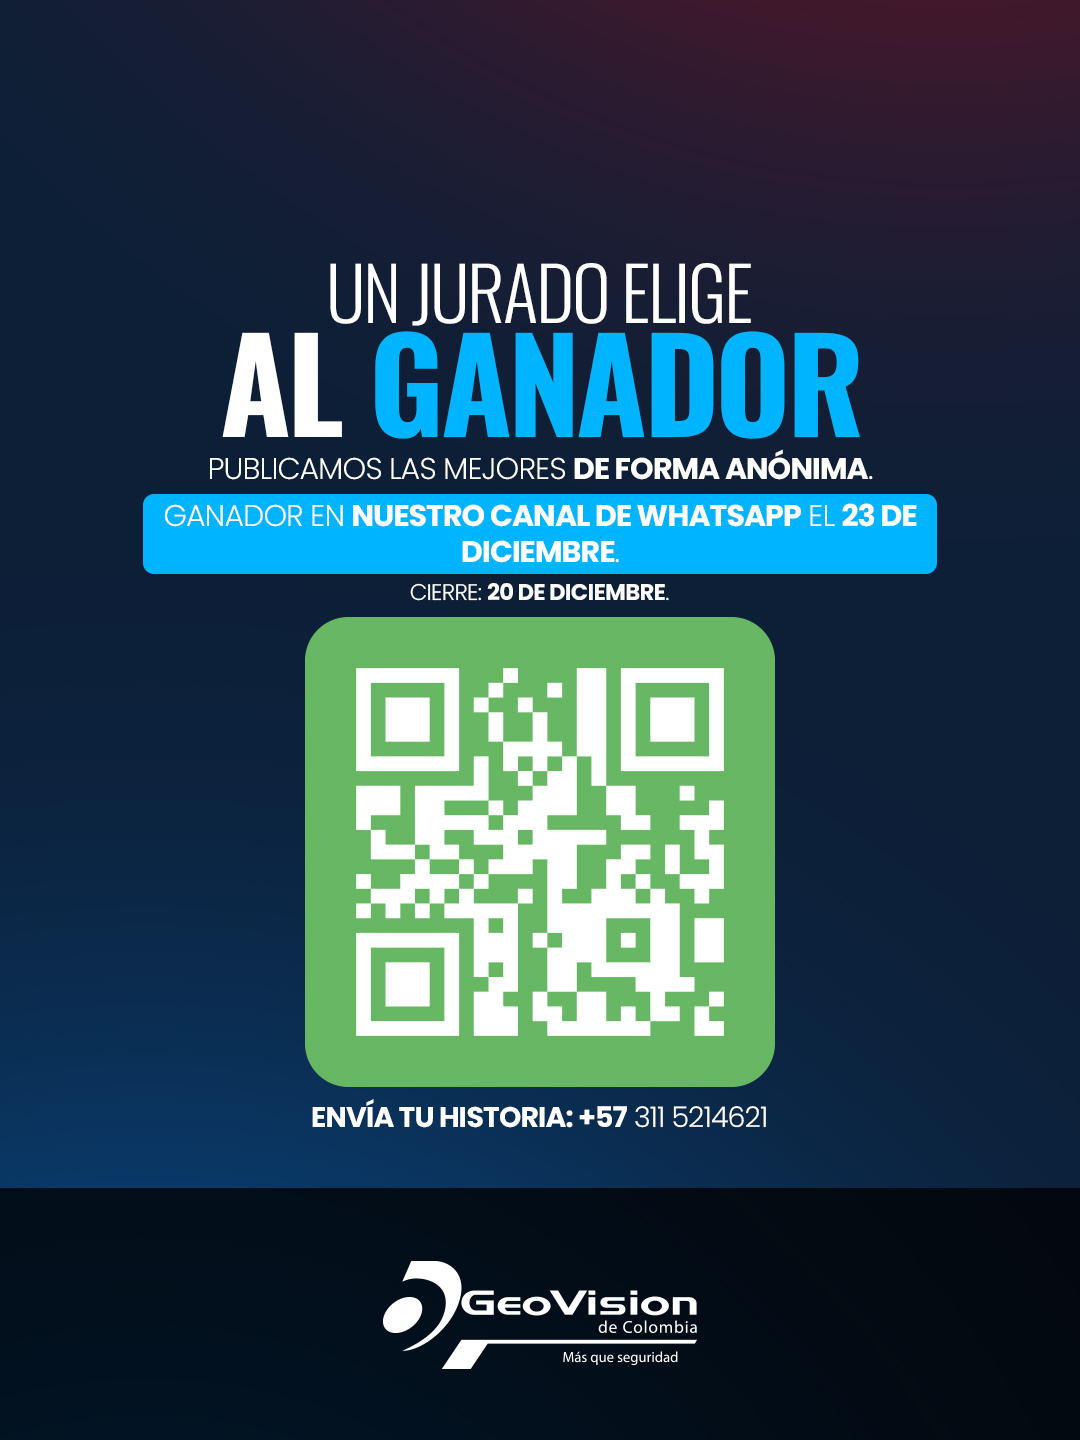 UN JURADO ELIGE
AL GANADOR
PUBLICAMOS LAS MEJORES DE FORMA ANÓNIMA.
GANADOR EN NUESTRO CANAL DE WHATSAPP EL 23 DE
DICIEMBRE.
CIERRE: 20 DE DICIEMBRE.
ENVÍA TU HISTORIA: +57 311 5214621
GeoVision
de Colombia
Más que seguridad